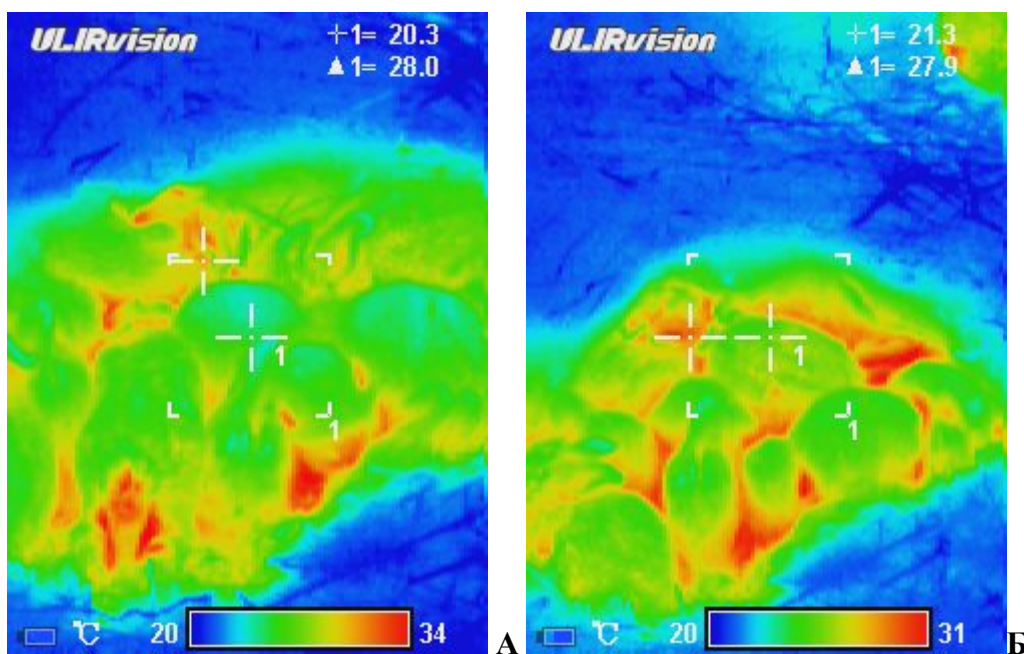 ULIRvision
+1= 20.3
▲1= 28.0
1
1
℃ 20 34
А
ULIRvision
+1= 21.3
▲1= 27.9
1
1
℃ 20 31
Б